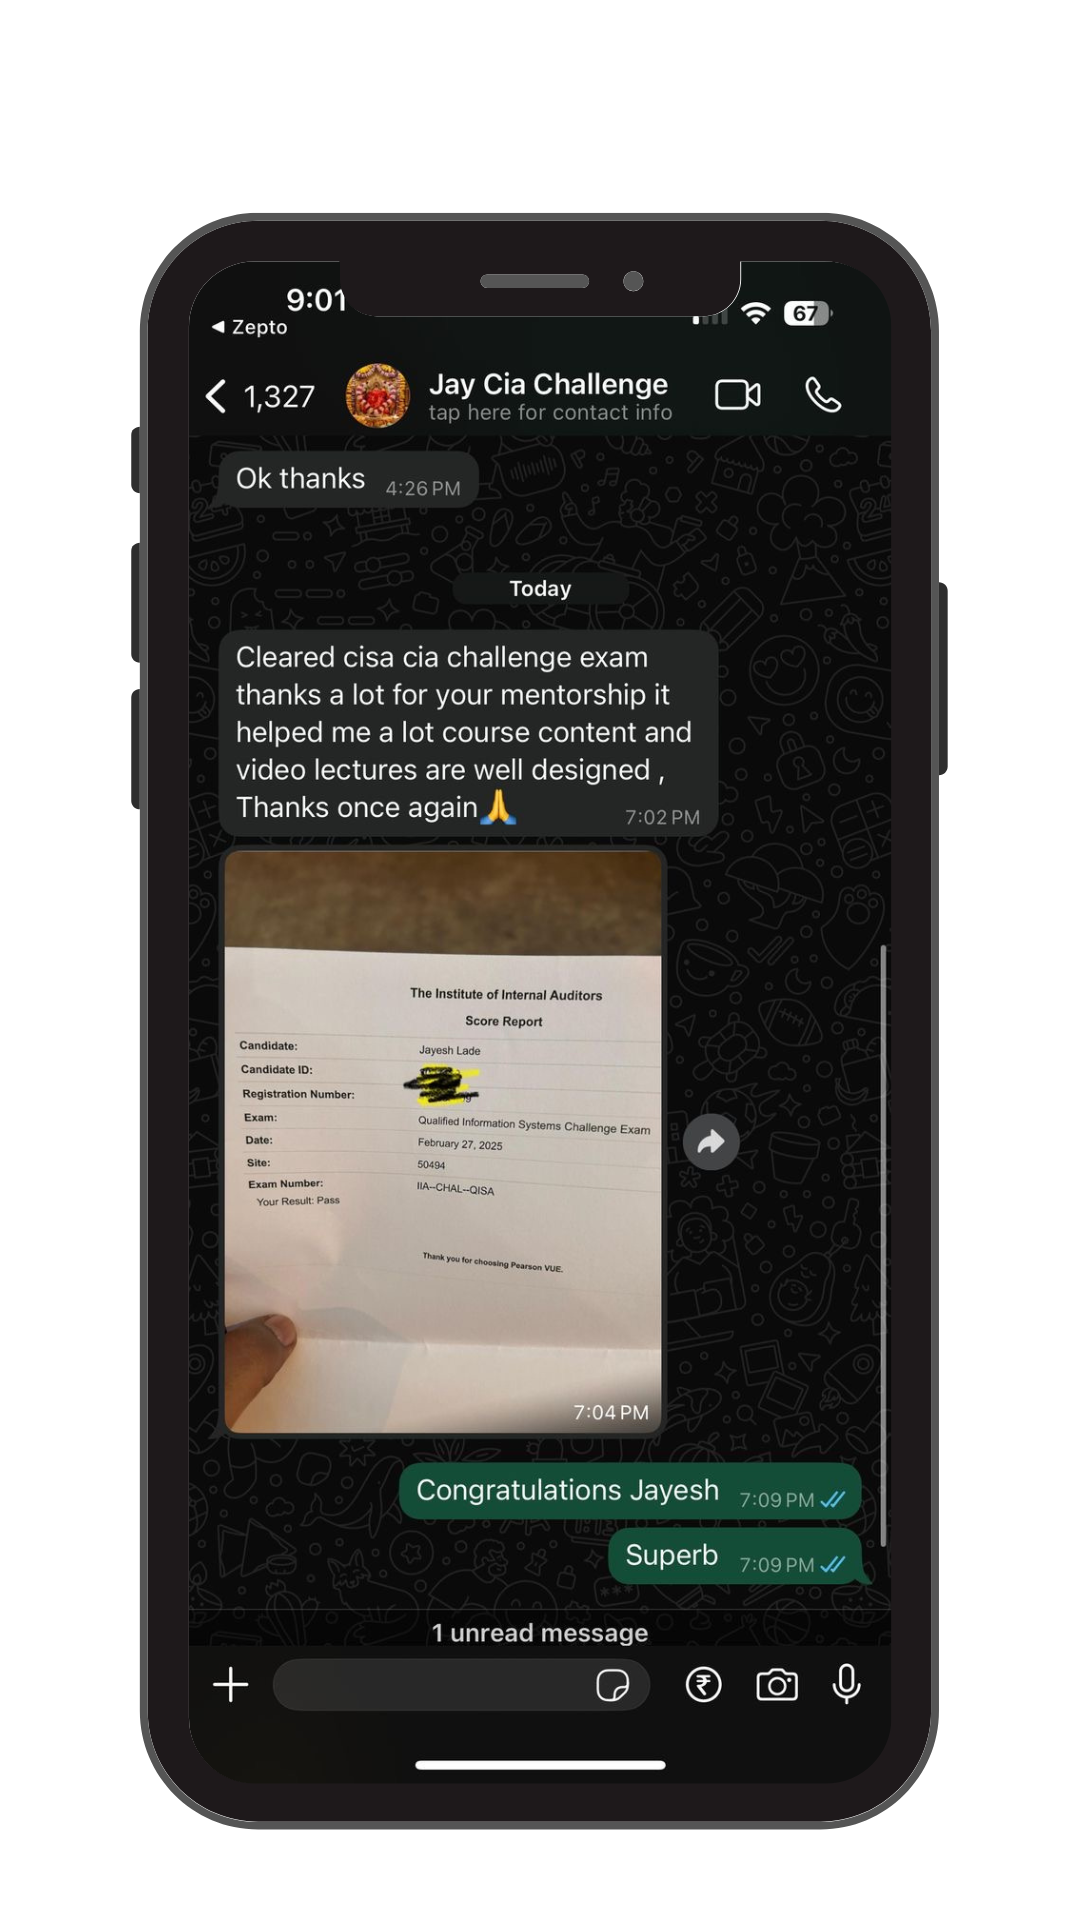 9:01
◀ Zepto
67
1,327
Jay Cia Challenge
tap here for contact info
Ok thanks 4:26 PM
Today
Cleared cisa cia challenge exam
thanks a lot for your mentorship it
helped me a lot course content and
video lectures are well designed ,
Thanks once again🙏 7:02 PM
The Institute of Internal Auditors
Score Report
Candidate: Jayesh Lade
Candidate ID:
Registration Number:
Exam: Qualified Information Systems Challenge Exam
Date: February 27, 2025
Site: 50494
Exam Number: IIA--CHAL--QISA
Your Result: Pass
Thank you for choosing Pearson VUE.
7:04 PM
Congratulations Jayesh 7:09 PM
Superb 7:09 PM
1 unread message